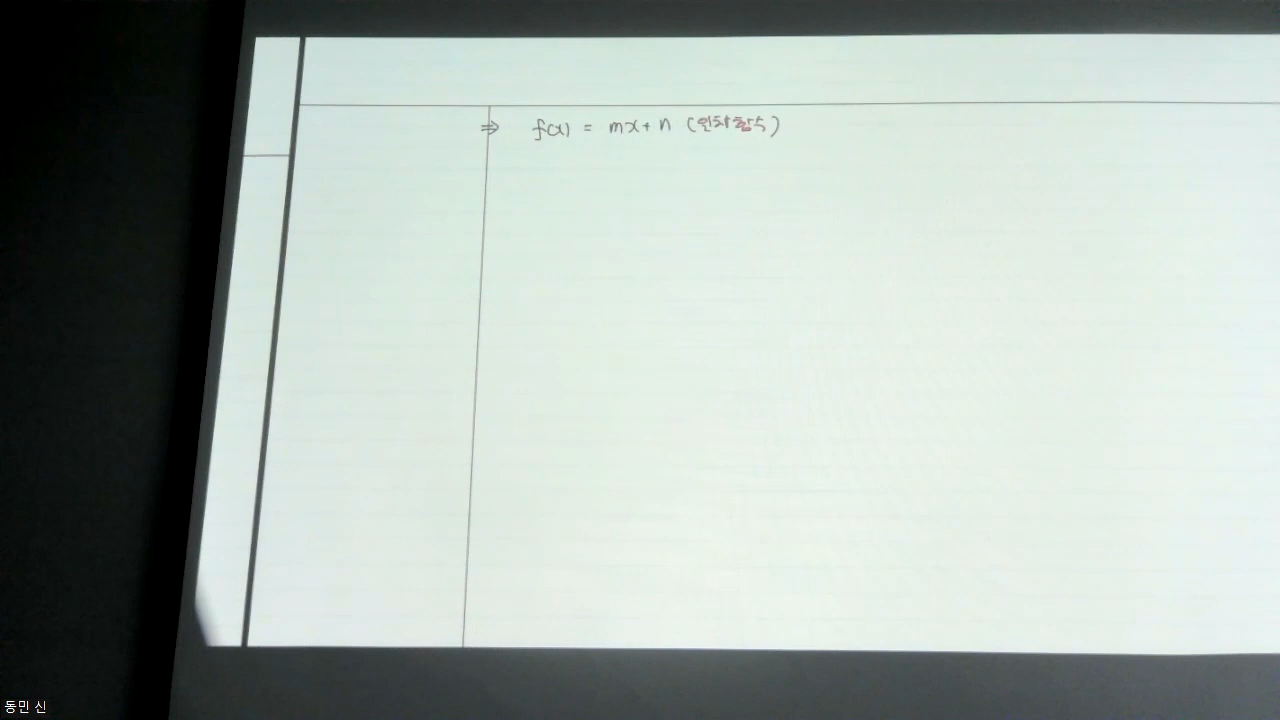 ⇒ f(x) = mx+n (일차함수)
동민 신